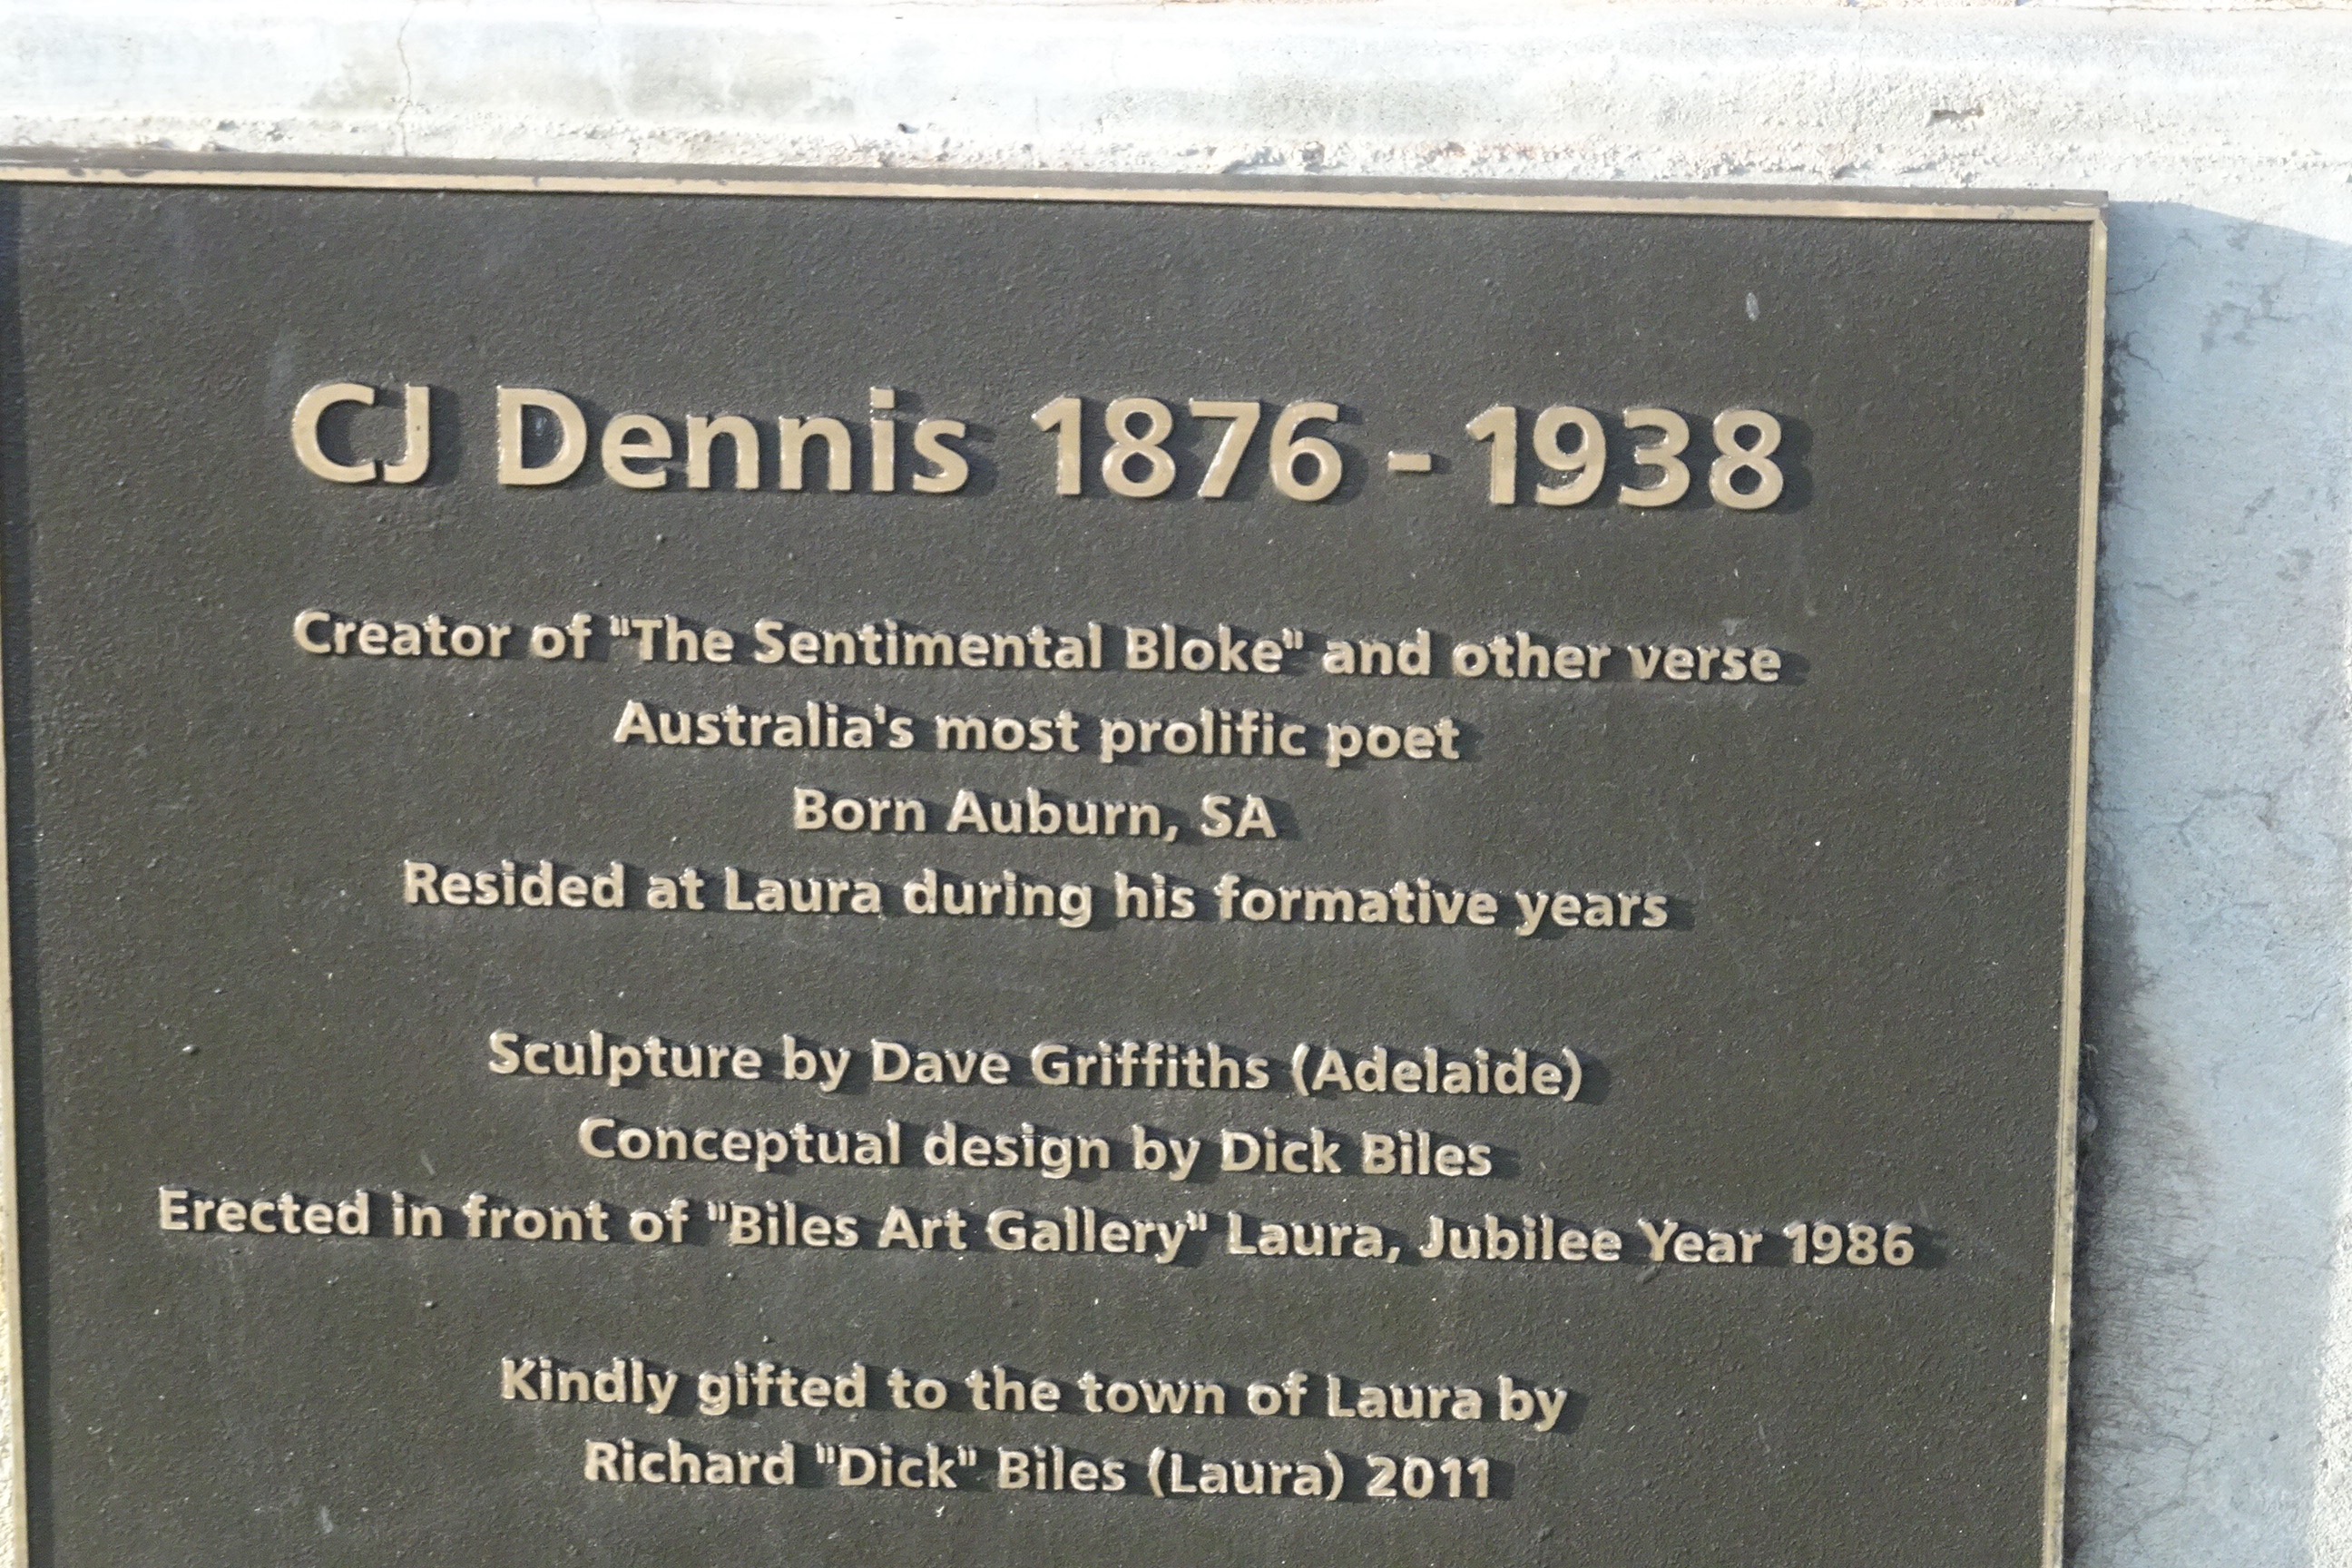 CJ Dennis 1876 - 1938
Creator of "The Sentimental Bloke" and other verse
Australia's most prolific poet
Born Auburn, SA
Resided at Laura during his formative years
Sculpture by Dave Griffiths (Adelaide)
Conceptual design by Dick Biles
Erected in front of "Biles Art Gallery" Laura, Jubilee Year 1986
Kindly gifted to the town of Laura by
Richard "Dick" Biles (Laura) 2011